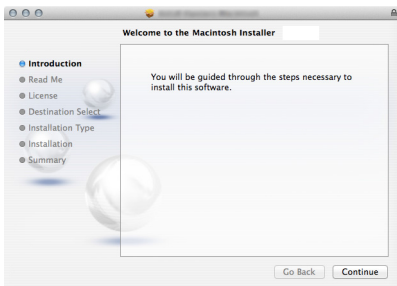 Welcome to the Macintosh Installer
Introduction
Read Me
License
Destination Select
Installation Type
Installation
Summary
You will be guided through the steps necessary to
install this software.
Go Back
Continue